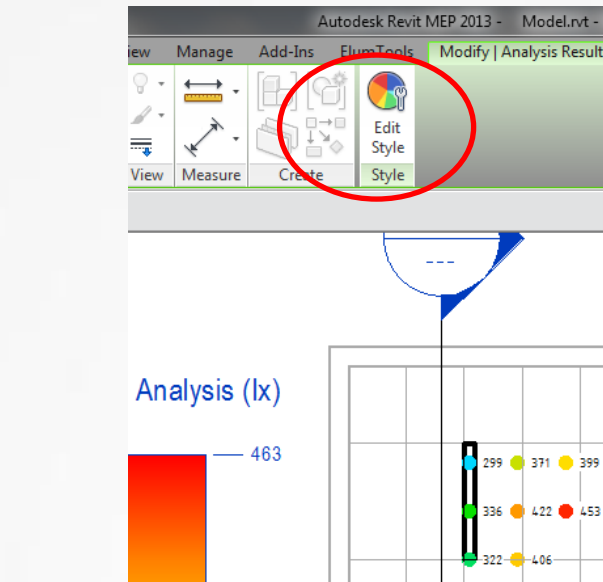 Autodesk Revit MEP 2013 - Model.rvt -
iew Manage Add-Ins ElumTools Modify | Analysis Result
Edit
Style
View Measure Create Style
---
Analysis (lx)
463
299 371 399
336 422 453
322 406